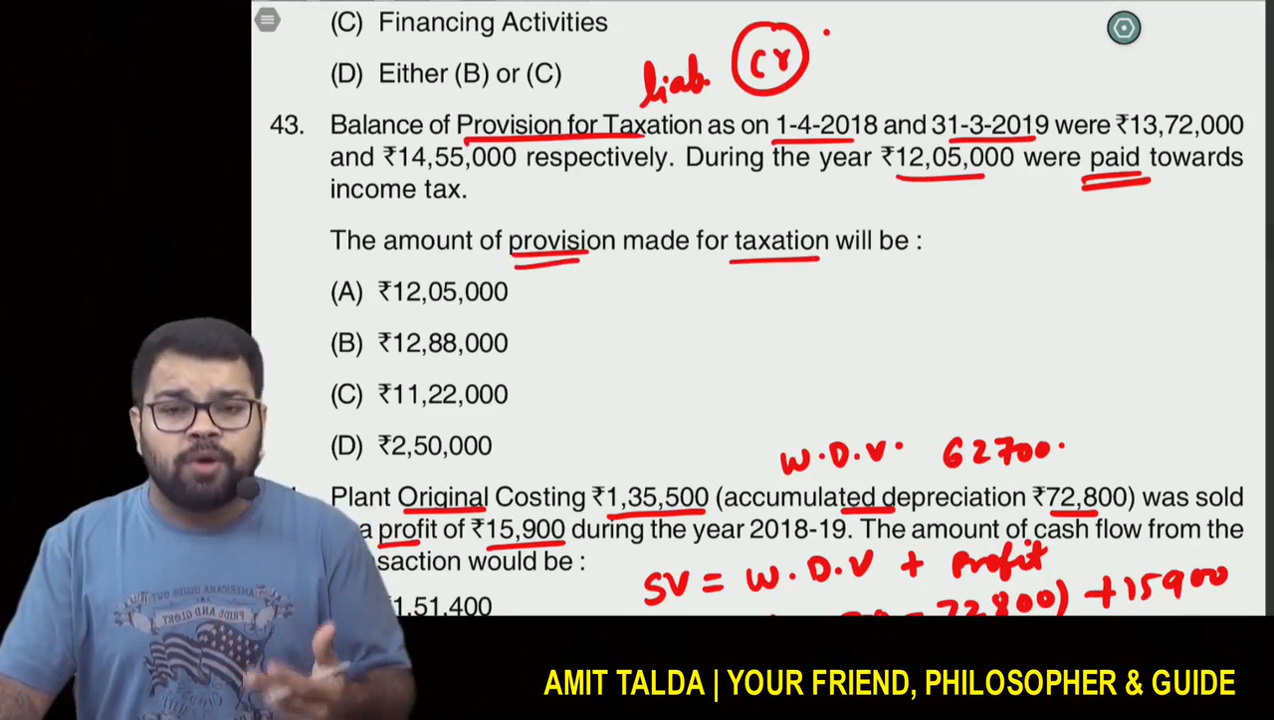 (C) Financing Activities
(D) Either (B) or (C)
liab. Cr
43. Balance of Provision for Taxation as on 1-4-2018 and 31-3-2019 were ₹13,72,000
and ₹14,55,000 respectively. During the year ₹12,05,000 were paid towards
income tax.
The amount of provision made for taxation will be :
(A) ₹12,05,000
(B) ₹12,88,000
(C) ₹11,22,000
(D) ₹2,50,000
W.D.V. 62700.
Plant Original Costing ₹1,35,500 (accumulated depreciation ₹72,800) was sold
a profit of ₹15,900 during the year 2018-19. The amount of cash flow from the
saction would be :
SV = W.D.V + Profit
₹1,51,400
72800) + 15900
AMIT TALDA | YOUR FRIEND, PHILOSOPHER & GUIDE